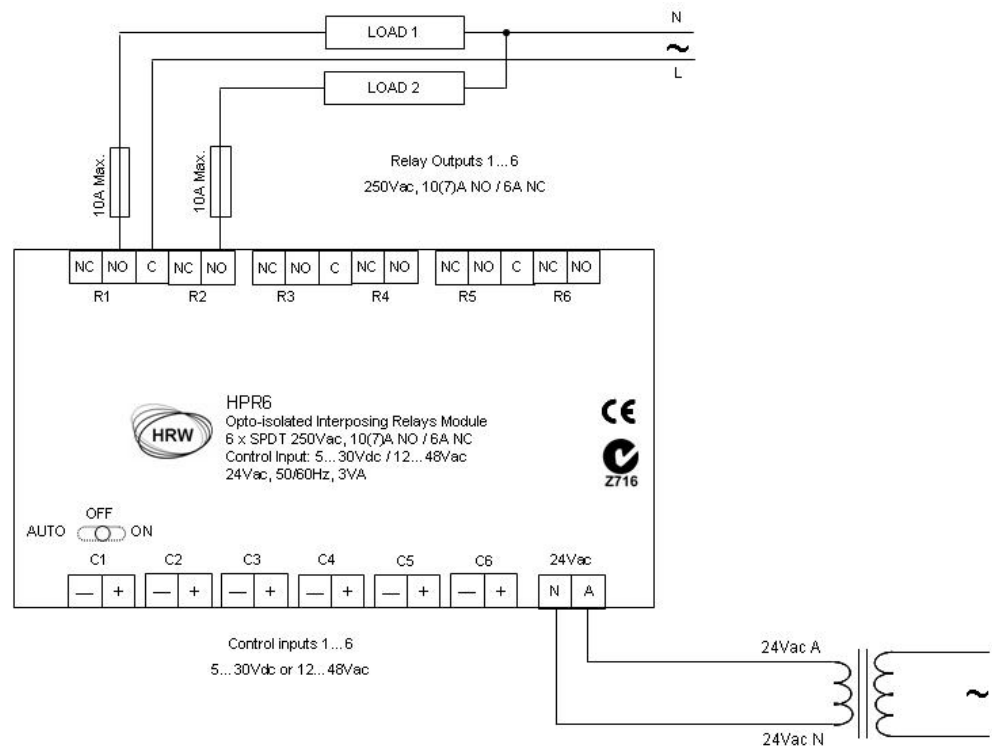 LOAD 1
N
~
L
LOAD 2
10A Max.
10A Max.
Relay Outputs 1...6
250Vac, 10(7)A NO / 6A NC
NC NO C NC NO NC NO C NC NO NC NO C NC NO
R1 R2 R3 R4 R5 R6
HRW
HPR6
Opto-isolated Interposing Relays Module
6 x SPDT 250Vac, 10(7)A NO / 6A NC
Control Input: 5...30Vdc / 12...48Vac
24Vac, 50/60Hz, 3VA
CE
Z716
OFF
AUTO ON
C1 C2 C3 C4 C5 C6 24Vac
— + — + — + — + — + — + N A
Control inputs 1...6
5...30Vdc or 12...48Vac
24Vac A
~
24Vac N